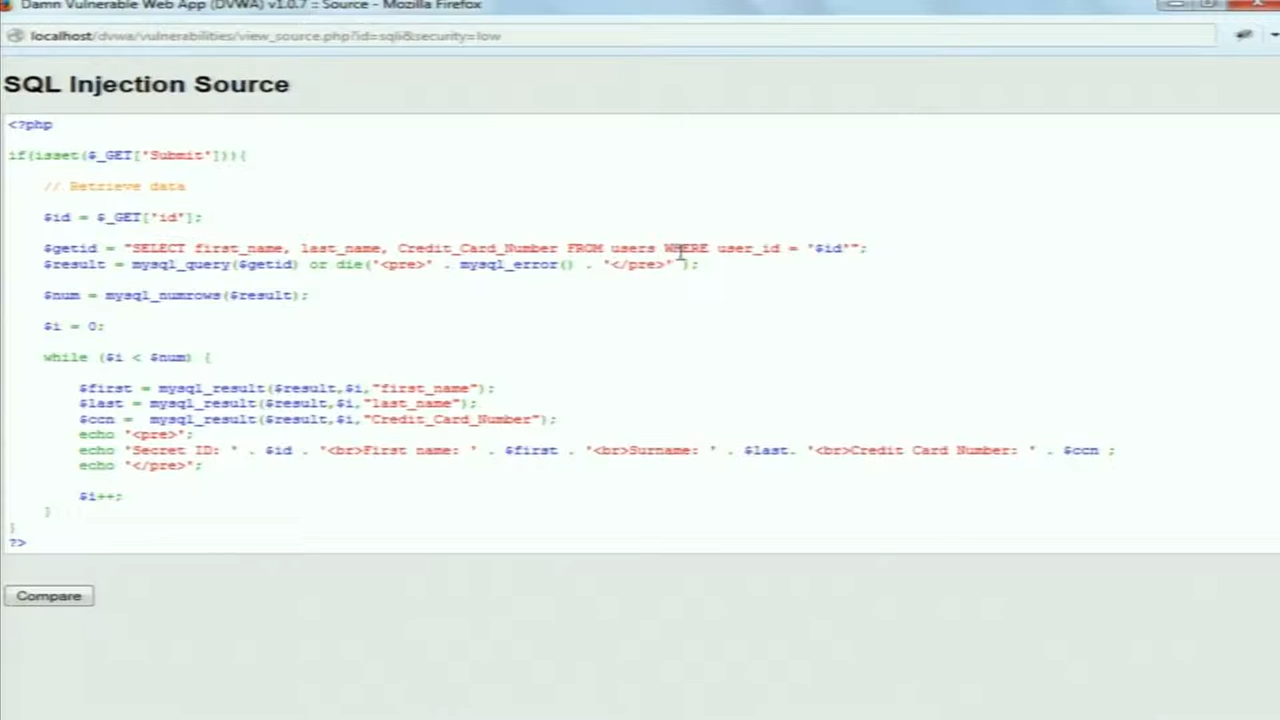 Damn Vulnerable Web App (DVWA) v1.0.7 :: Source - Mozilla Firefox
localhost/dvwa/vulnerabilities/view_source.php?id=sqli&security=low
SQL Injection Source
<?php
if(isset($_GET['Submit'])){
// Retrieve data
$id = $_GET['id'];
$getid = "SELECT first_name, last_name, Credit_Card_Number FROM users WHERE user_id = '$id'";
$result = mysql_query($getid) or die('<pre>' . mysql_error() . '</pre>' );
$num = mysql_numrows($result);
$i = 0;
while ($i < $num) {
$first = mysql_result($result,$i,"first_name");
$last = mysql_result($result,$i,"last_name");
$ccn =  mysql_result($result,$i,"Credit_Card_Number");
echo '<pre>';
echo 'Secret ID: ' . $id . '<br>First name: ' . $first . '<br>Surname: ' . $last. '<br>Credit Card Number: ' . $ccn ;
echo '</pre>';
$i++;
}
}
?>
Compare